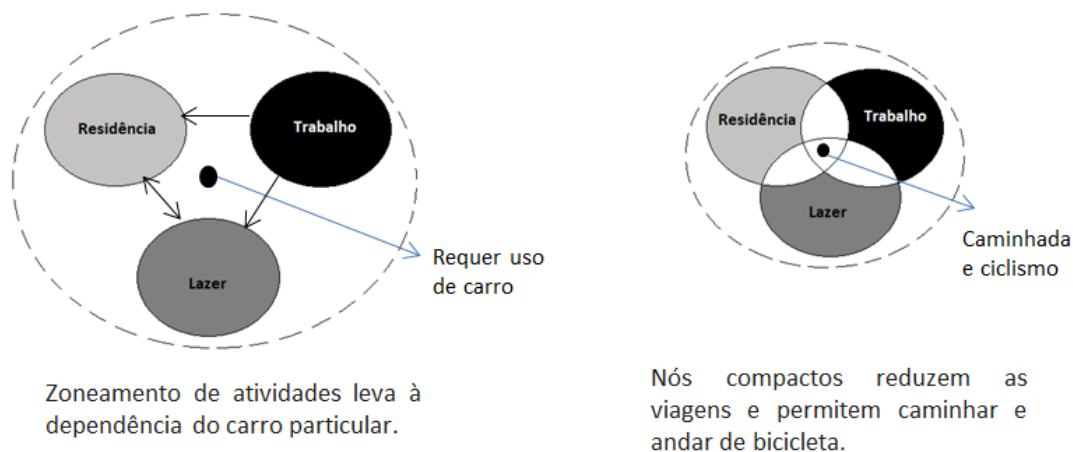 Residência
Trabalho
Lazer
Requer uso
de carro
Zoneamento de atividades leva à
dependência do carro particular.
Residência
Trabalho
Lazer
Caminhada
e ciclismo
Nós compactos reduzem as
viagens e permitem caminhar e
andar de bicicleta.